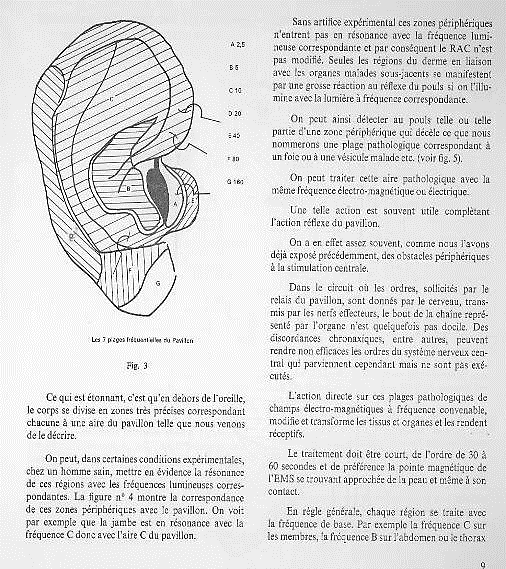 A 2,5
B 5
C 10
D 20
E 40
F 80
G 160
C
B
A
E
D
F
G
Les 7 plages fréquentielles du Pavillon
Fig. 3
Ce qui est étonnant, c'est qu'en dehors de l'oreille,
le corps se divise en zones très précises correspondant
chacune à une aire du pavillon telle que nous venons
de le décrire.
On peut, dans certaines conditions expérimentales,
chez un homme sain, mettre en évidence la résonance
de ces régions avec les fréquences lumineuses corres-
pondantes. La figure n° 4 montre la correspondance
de ces zones périphériques avec le pavillon. On voit
par exemple que la jambe est en résonance avec la
fréquence C donc avec l'aire C du pavillon.
Sans artifice expérimental ces zones périphériques
n'entrent pas en résonance avec la fréquence lumi-
neuse correspondante et par conséquent le RAC n'est
pas modifié. Seules les régions du derme en liaison
avec les organes malades sous-jacents se manifestent
par une grosse réaction au réflexe du pouls si on l'illu-
mine avec la lumière à fréquence correspondante.
On peut ainsi détecter au pouls telle ou telle
partie d'une zone périphérique qui décèle ce que nous
nommerons une plage pathologique correspondant à
un foie ou à une vésicule malade etc. (voir fig. 5).
On peut traiter cette aire pathologique avec la
même fréquence électro-magnétique ou électrique.
Une telle action est souvent utile complétant
l'action réflexe du pavillon.
On a en effet assez souvent, comme nous l'avons
déjà exposé précédemment, des obstacles périphériques
à la stimulation centrale.
Dans le circuit où les ordres, sollicités par le
relais du pavillon, sont donnés par le cerveau, trans-
mis par les nerfs effecteurs, le bout de la chaîne repré-
senté par l'organe n'est quelquefois pas docile. Des
discordances chronaxiques, entre autres, peuvent
rendre non efficaces les ordres du système nerveux cen-
tral qui parviennent cependant mais ne sont pas exé-
cutés.
L'action directe sur ces plages pathologiques de
champs électro-magnétiques à fréquence convenable,
modifie et transforme les tissus et organes et les rendent
réceptifs.
Le traitement doit être court, de l'ordre de 30 à
60 secondes et de préférence la pointe magnétique de
l'EMS se trouvant approchée de la peau et même à son
contact.
En règle générale, chaque région se traite avec
la fréquence de base. Par exemple la fréquence C sur
les membres, la fréquence B sur l'abdomen ou le thorax
9